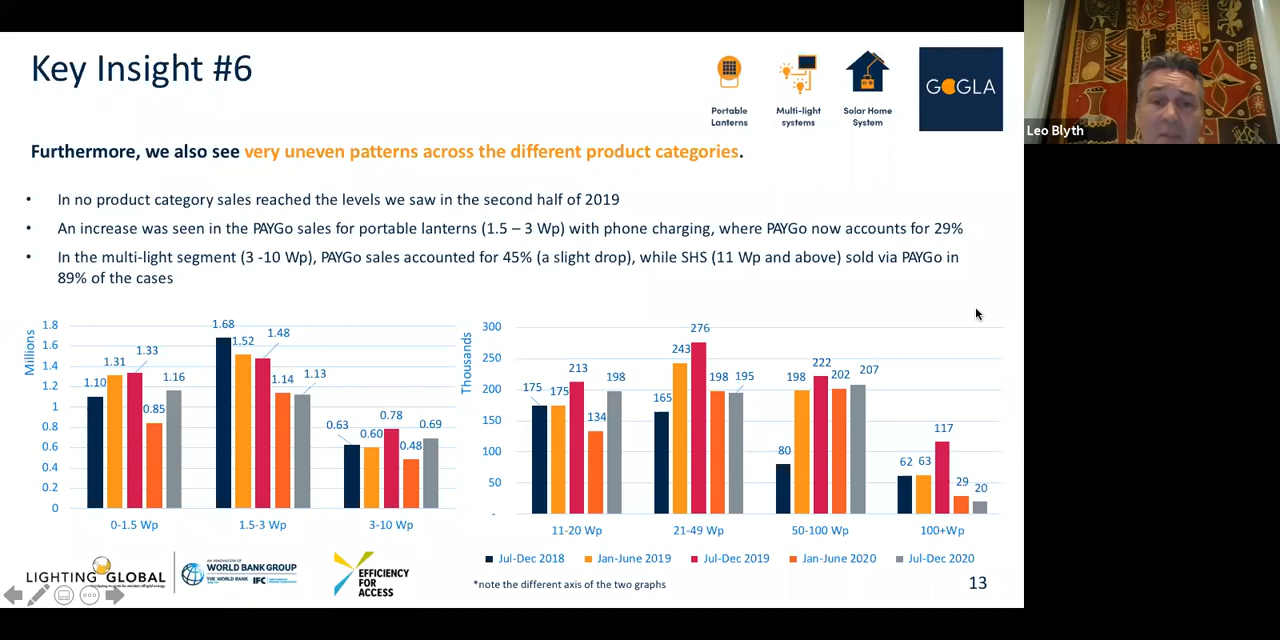 Key Insight #6
Portable
Lanterns
Multi-light
systems
Solar Home
System
GOGLA
Leo Blyth
Furthermore, we also see very uneven patterns across the different product categories.
• In no product category sales reached the levels we saw in the second half of 2019
• An increase was seen in the PAYGo sales for portable lanterns (1.5 – 3 Wp) with phone charging, where PAYGo now accounts for 29%
• In the multi-light segment (3 -10 Wp), PAYGo sales accounted for 45% (a slight drop), while SHS (11 Wp and above) sold via PAYGo in
89% of the cases
Millions
1.8
1.6
1.4
1.2
1
0.8
0.6
0.4
0.2
0
1.10
1.31
1.33
0.85
1.16
1.68
1.52
1.48
1.14
1.13
0.63
0.60
0.78
0.48
0.69
0-1.5 Wp
1.5-3 Wp
3-10 Wp
Thousands
300
250
200
150
100
50
-
175
175
213
134
198
165
243
276
198
195
80
198
222
202
207
62
63
117
29
20
11-20 Wp
21-49 Wp
50-100 Wp
100+Wp
Jul-Dec 2018
Jan-June 2019
Jul-Dec 2019
Jan-June 2020
Jul-Dec 2020
*note the different axis of the two graphs
LIGHTING GLOBAL
AN INNOVATION OF
WORLD BANK GROUP
THE WORLD BANK
IFC
EFFICIENCY
FOR
ACCESS
13